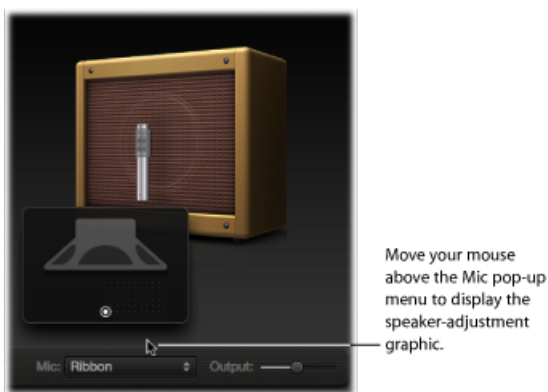 Move your mouse
above the Mic pop-up
menu to display the
speaker-adjustment
graphic.
Mic: Ribbon Output: